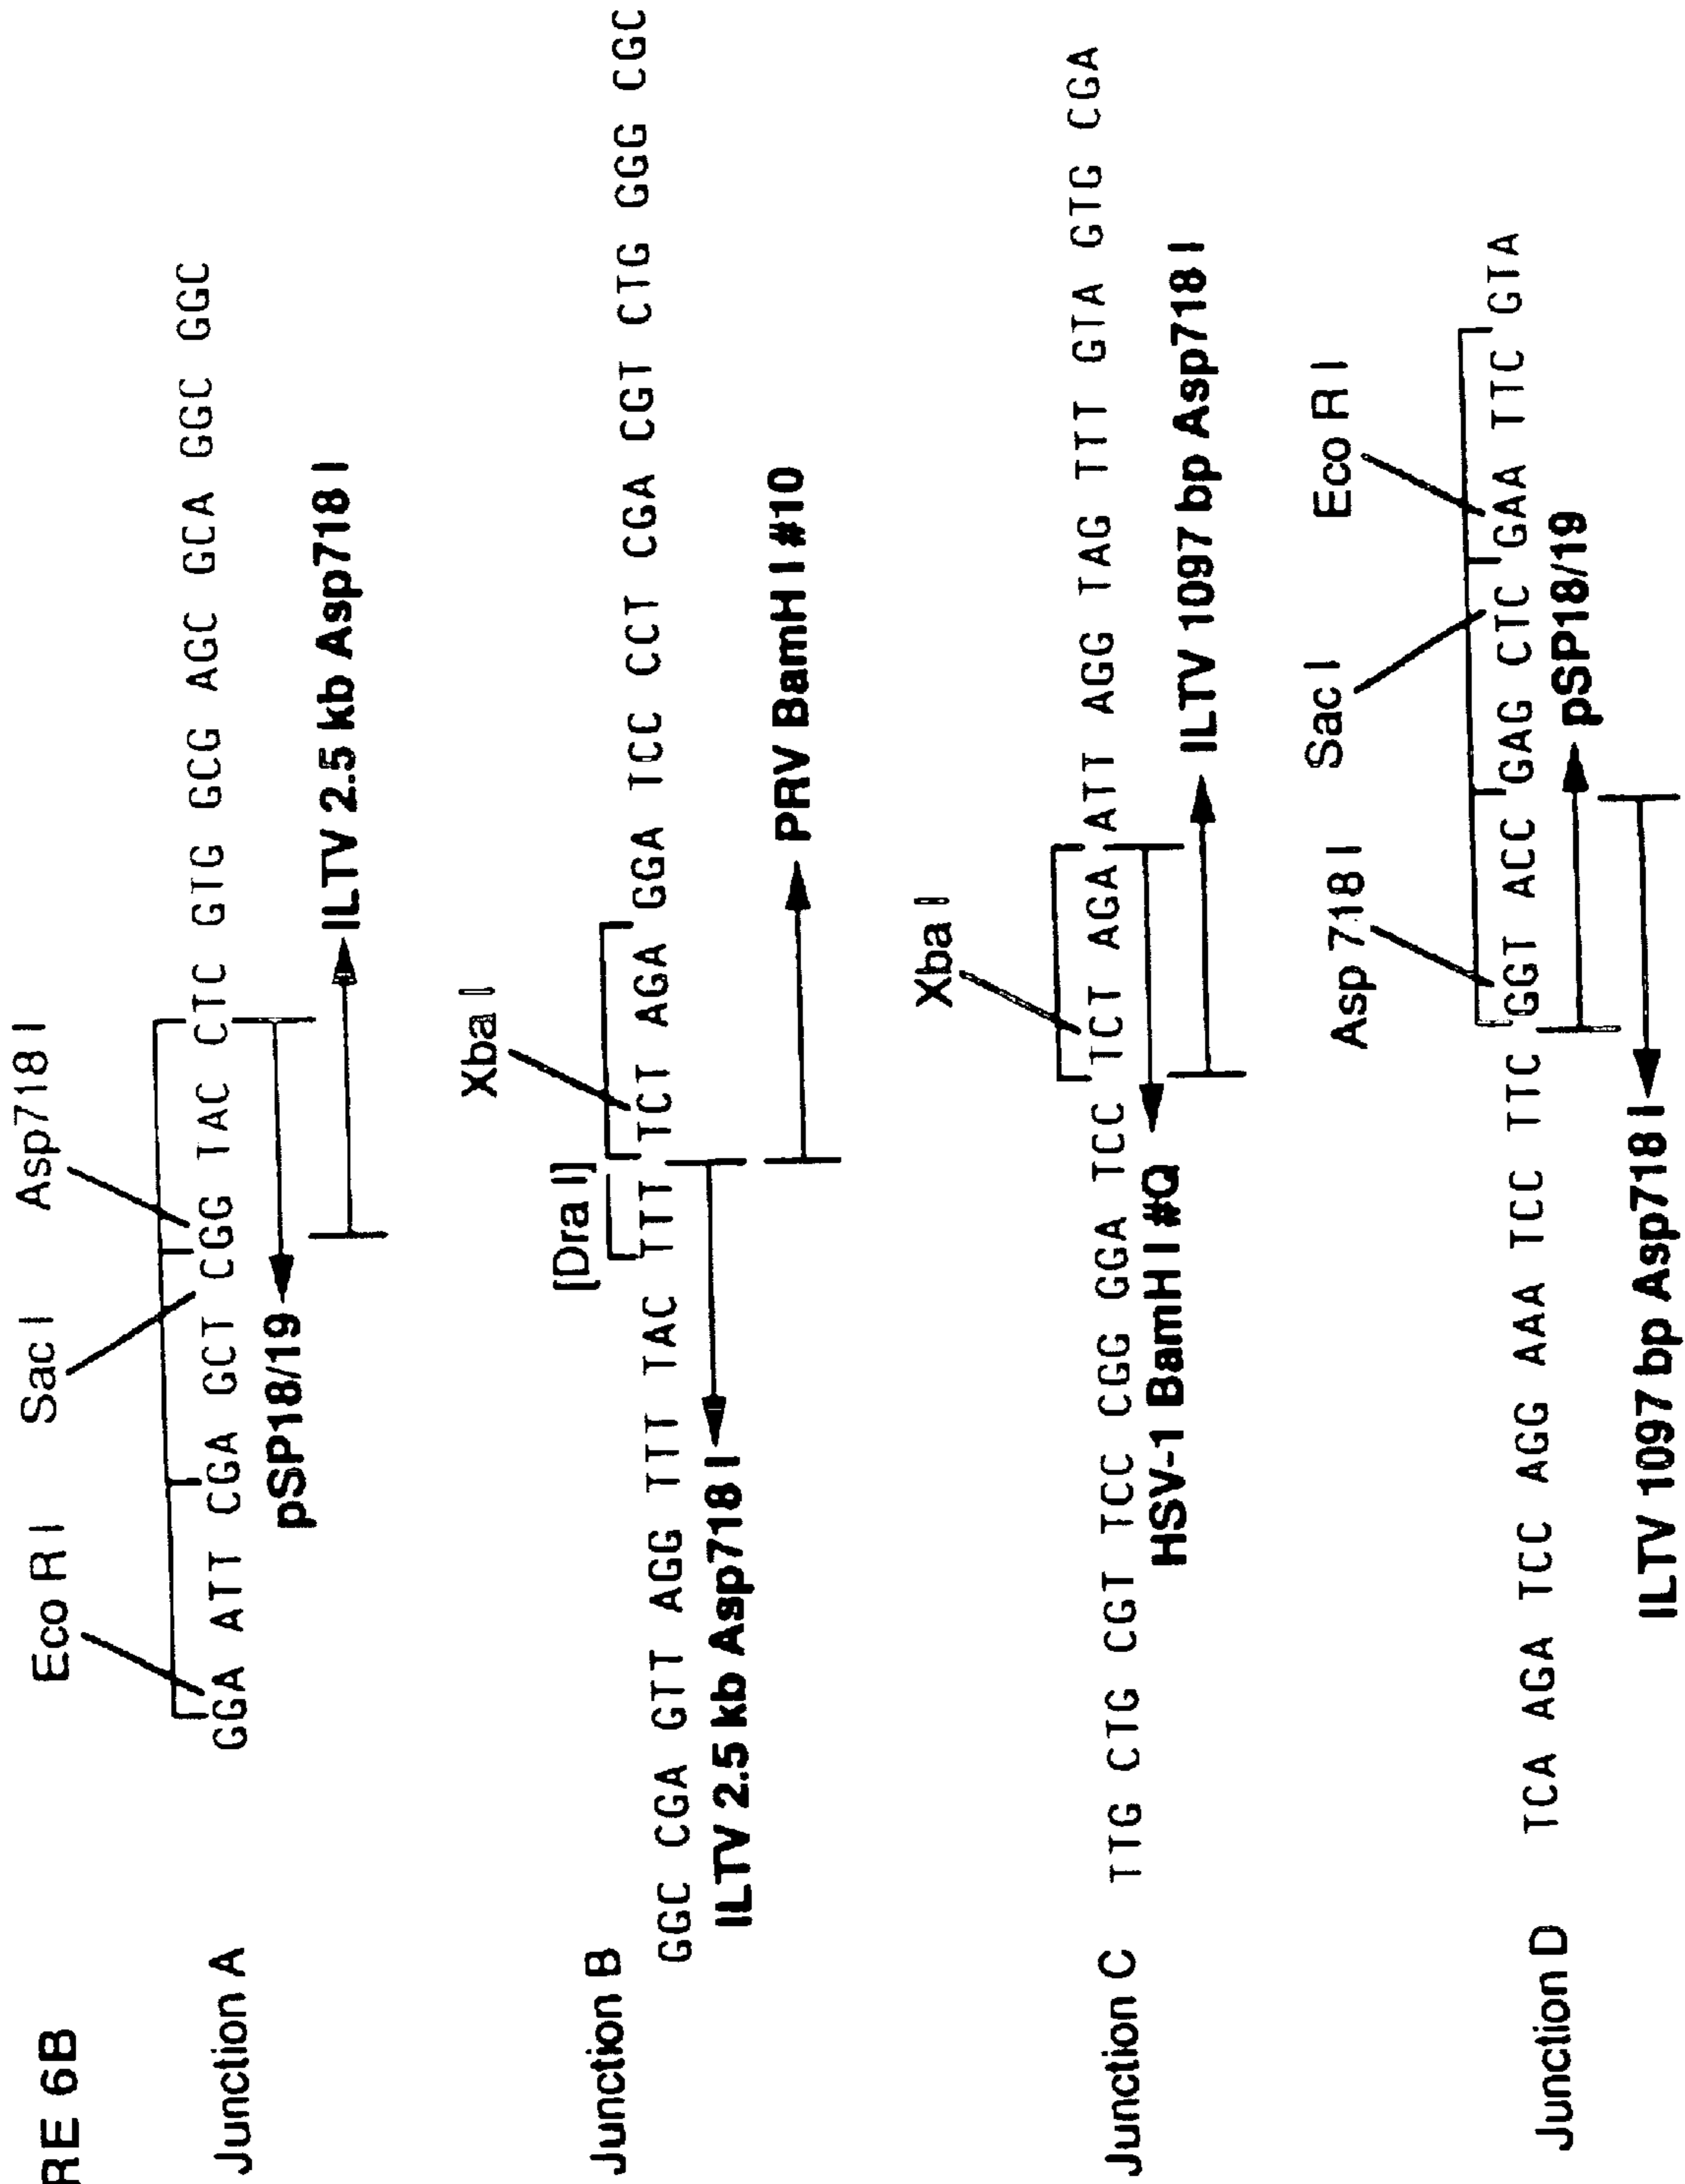 RE 6B
Eco R I Sac I Asp718 I
Junction A GGA ATT CGA GCT CGG TAC CTC GTG GCG AGC GCA GGC GGC
pSP18/19
ILTV 2.5 kb Asp718 I
[Dra I] Xba I
Junction B GGC CGA GTT AGG TTT TAC TTT TCT AGA GGA TCC CCT CGA CGT CTG GGG CGC
ILTV 2.5 kb Asp718 I PRV BamH I #10
Xba I
Junction C TTG CTG CGT TCC CGG GGA TCC TCT AGA ATT AGG TAG TTT GTA GTG CGA
HSV-1 BamH I #Q ILTV 1097 bp Asp718 I
Asp 718 I Sac I Eco R I
Junction D TCA AGA TCC AGG AAA TCC TTC GGT ACC GAG CTC GAA TTC GTA
pSP18/19
ILTV 1097 bp Asp718 I